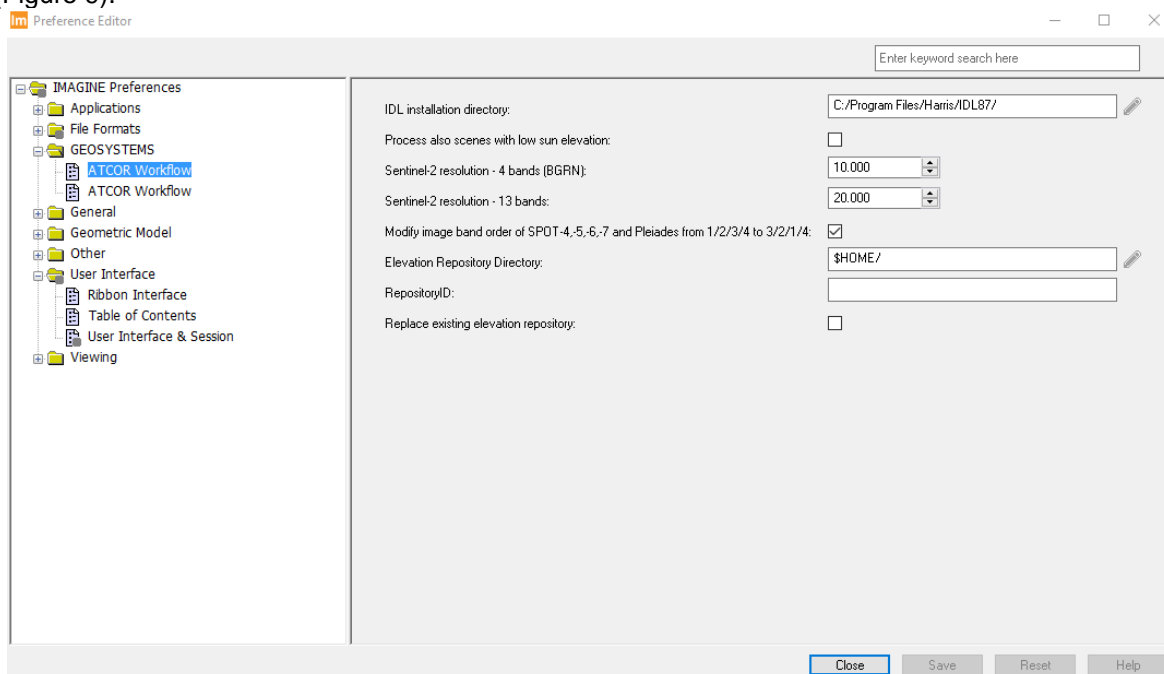 (Figure 3).
Im Preference Editor
Enter keyword search here
IMAGINE Preferences
Applications
File Formats
GEOSYSTEMS
ATCOR Workflow
ATCOR Workflow
General
Geometric Model
Other
User Interface
Ribbon Interface
Table of Contents
User Interface & Session
Viewing
IDL installation directory: C:/Program Files/Harris/IDL87/
Process also scenes with low sun elevation:
Sentinel-2 resolution - 4 bands (BGRN): 10.000
Sentinel-2 resolution - 13 bands: 20.000
Modify image band order of SPOT-4,-5,-6,-7 and Pleiades from 1/2/3/4 to 3/2/1/4:
Elevation Repository Directory: $HOME/
RepositoryID:
Replace existing elevation repository:
Close Save Reset Help